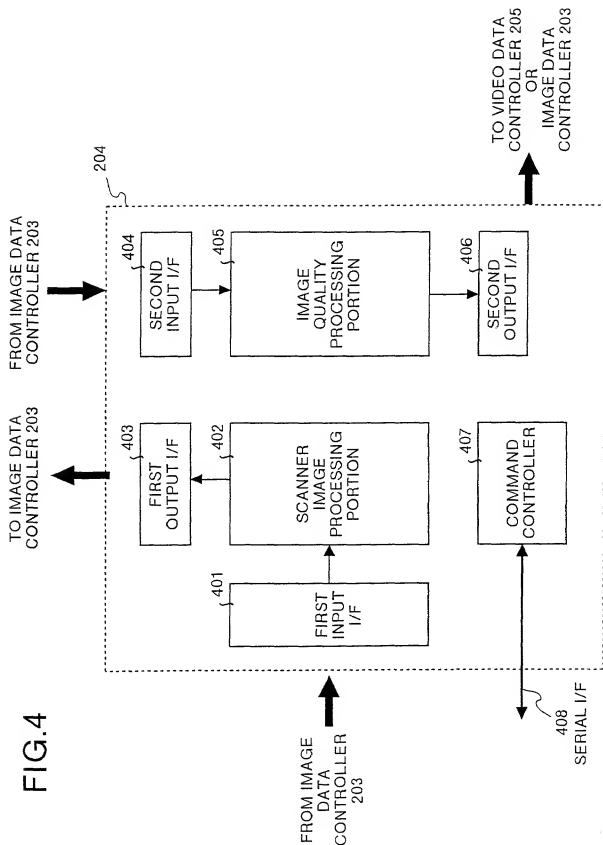 FIG.4
FROM IMAGE DATA
CONTROLLER 203
TO IMAGE DATA
CONTROLLER 203
204
404
SECOND
INPUT I/F
403
FIRST
OUTPUT I/F
405
IMAGE
QUALITY
PROCESSING
PORTION
402
SCANNER
IMAGE
PROCESSING
PORTION
401
FIRST
INPUT
I/F
FROM IMAGE
DATA
CONTROLLER
203
406
SECOND
OUTPUT I/F
407
COMMAND
CONTROLLER
408
SERIAL I/F
TO VIDEO DATA
CONTROLLER 205
OR
IMAGE DATA
CONTROLLER 203